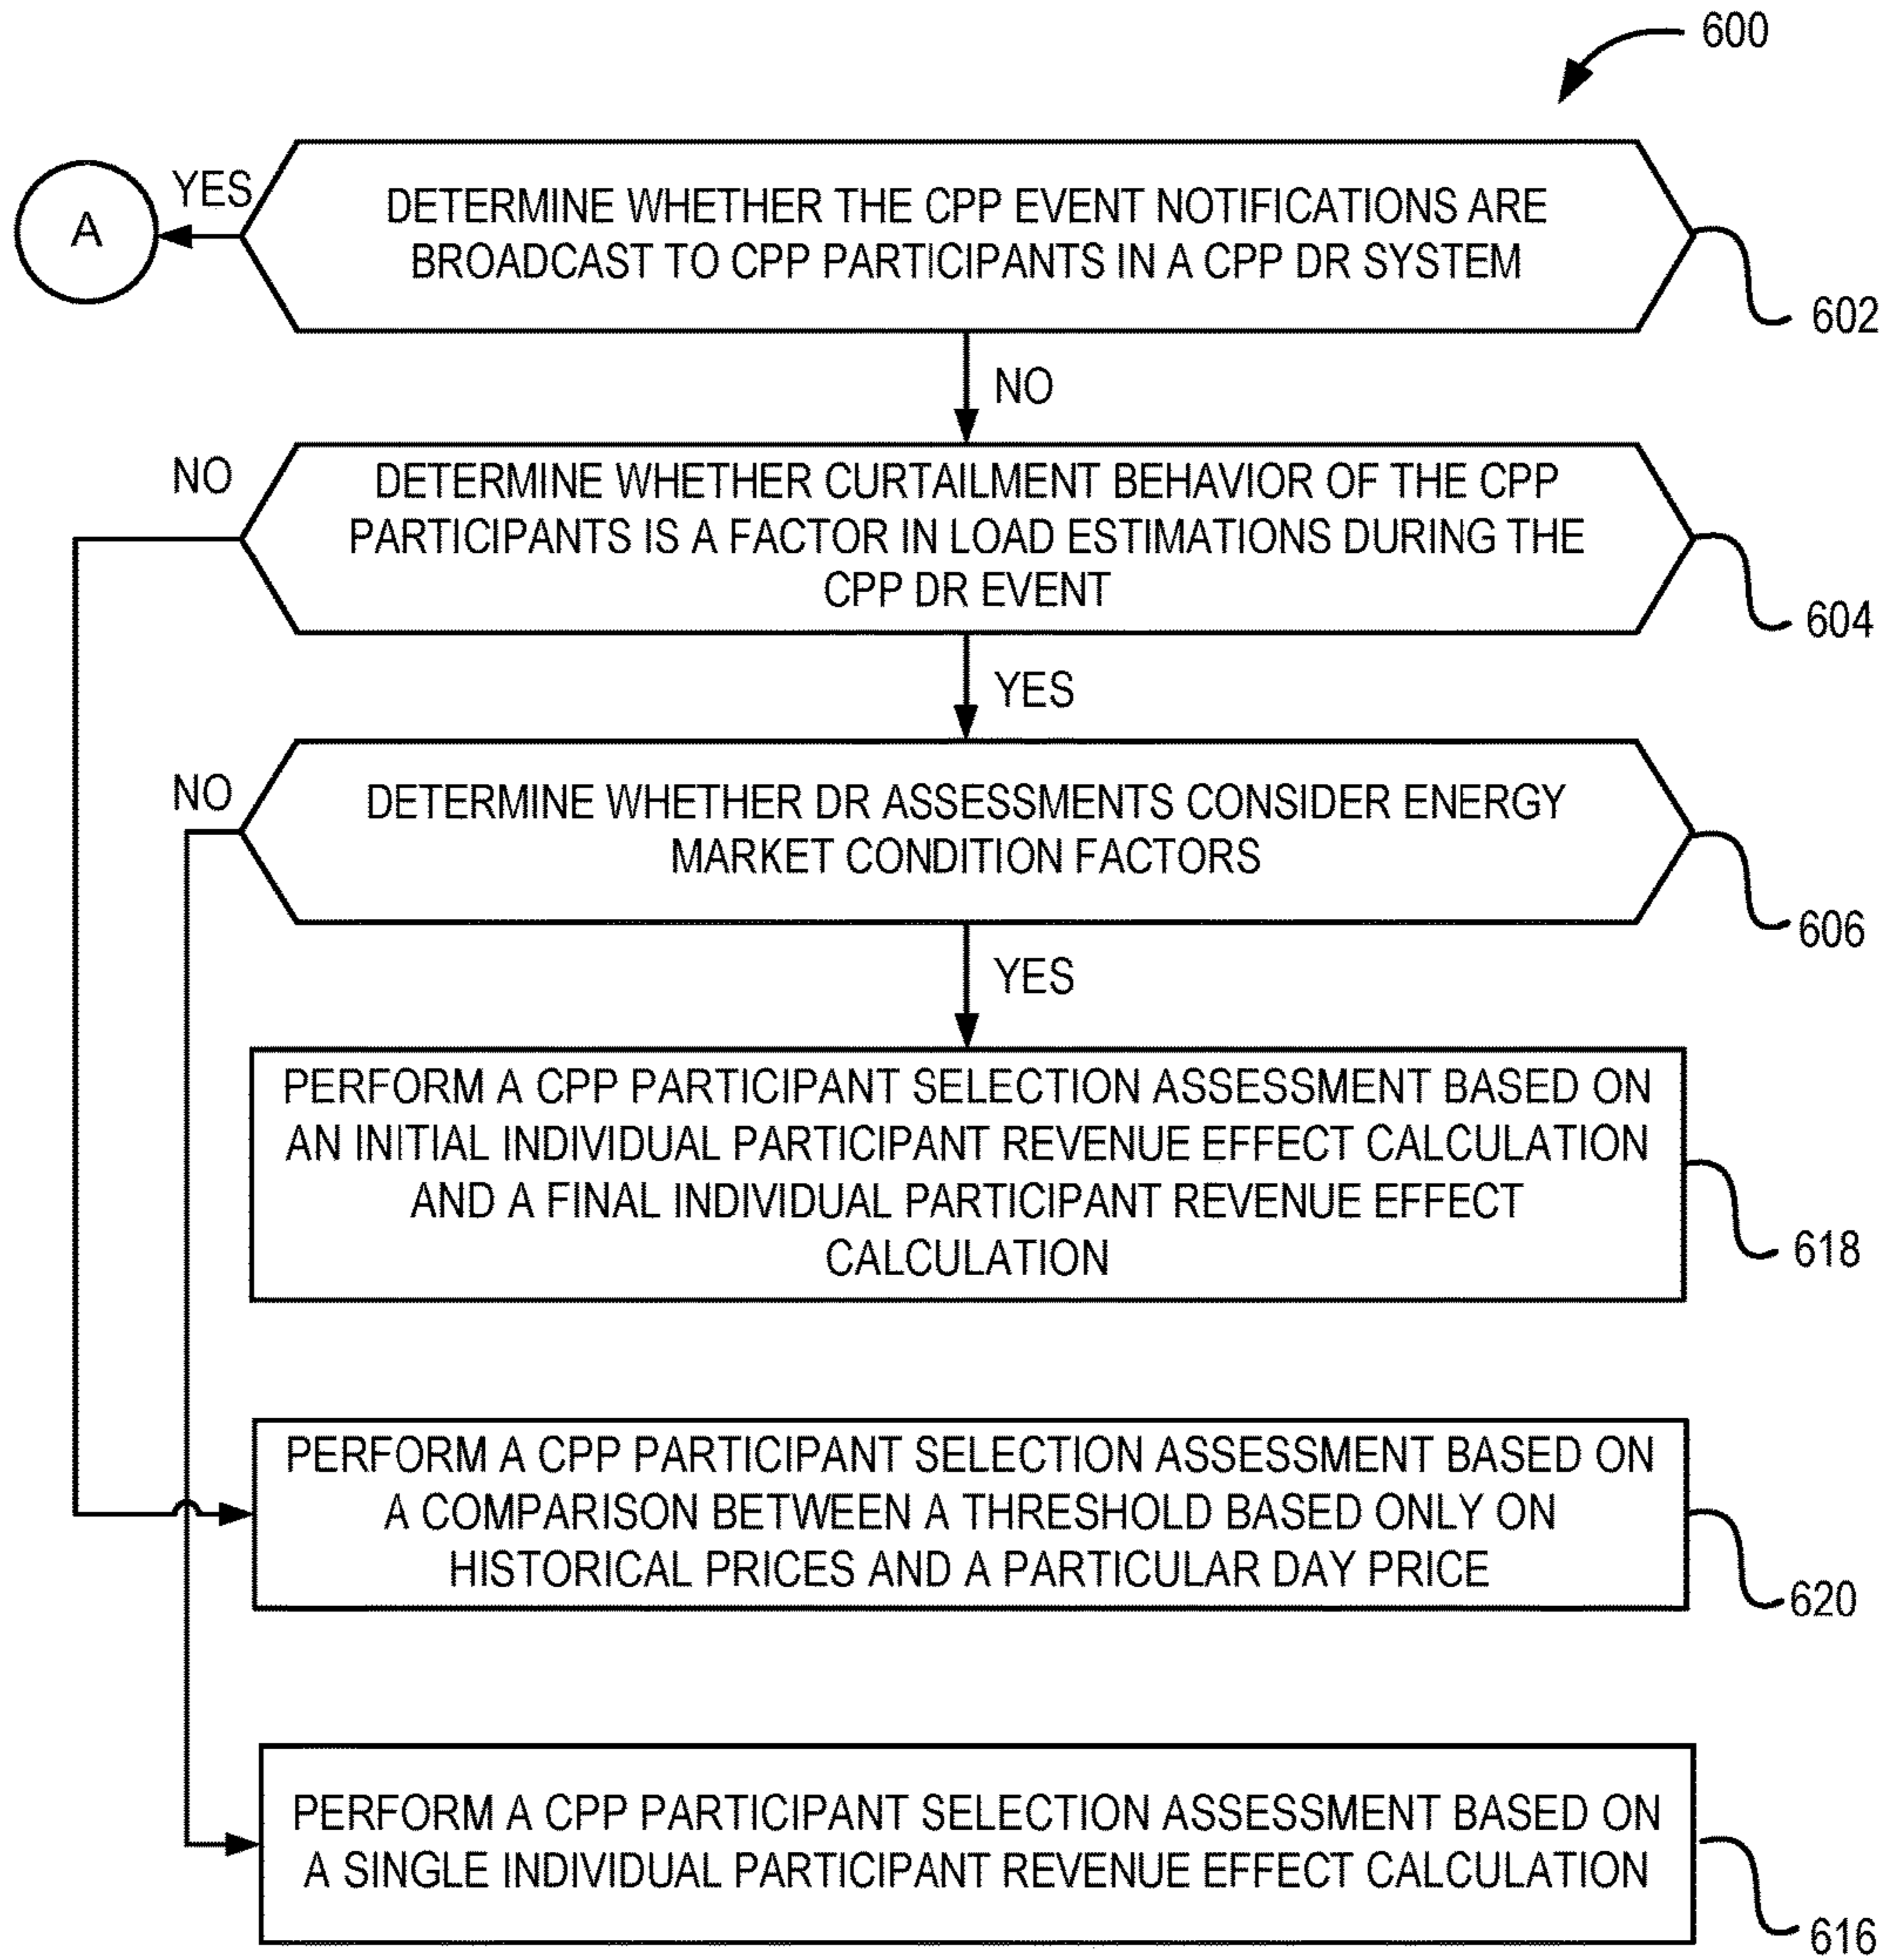 600
A
YES
DETERMINE WHETHER THE CPP EVENT NOTIFICATIONS ARE
BROADCAST TO CPP PARTICIPANTS IN A CPP DR SYSTEM
602
NO
NO
DETERMINE WHETHER CURTAILMENT BEHAVIOR OF THE CPP
PARTICIPANTS IS A FACTOR IN LOAD ESTIMATIONS DURING THE
CPP DR EVENT
604
YES
NO
DETERMINE WHETHER DR ASSESSMENTS CONSIDER ENERGY
MARKET CONDITION FACTORS
606
YES
PERFORM A CPP PARTICIPANT SELECTION ASSESSMENT BASED ON
AN INITIAL INDIVIDUAL PARTICIPANT REVENUE EFFECT CALCULATION
AND A FINAL INDIVIDUAL PARTICIPANT REVENUE EFFECT
CALCULATION
618
PERFORM A CPP PARTICIPANT SELECTION ASSESSMENT BASED ON
A COMPARISON BETWEEN A THRESHOLD BASED ONLY ON
HISTORICAL PRICES AND A PARTICULAR DAY PRICE
620
PERFORM A CPP PARTICIPANT SELECTION ASSESSMENT BASED ON
A SINGLE INDIVIDUAL PARTICIPANT REVENUE EFFECT CALCULATION
616